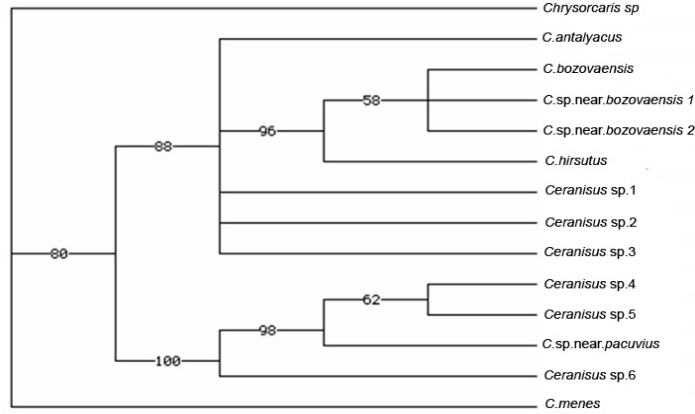 Chrysorcaris sp
C.antalyacus
C.bozovaensis
58
C.sp.near.bozovaensis 1
96
C.sp.near.bozovaensis 2
88
C.hirsutus
Ceranisus sp.1
Ceranisus sp.2
80
Ceranisus sp.3
Ceranisus sp.4
62
Ceranisus sp.5
98
C.sp.near.pacuvius
100
Ceranisus sp.6
C.menes